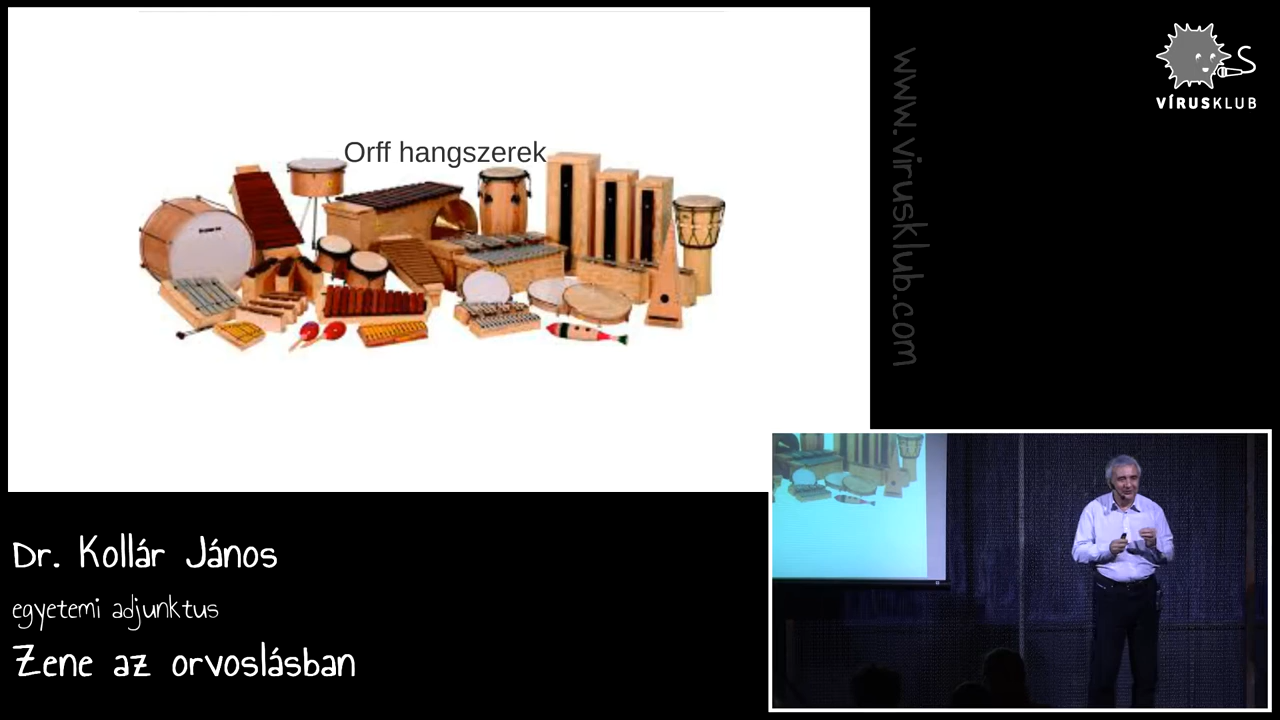 Orff hangszerek
www.virusklub.com
VÍRUSKLUB
Dr. Kollár János
egyetemi adjunktus
Zene az orvoslásban